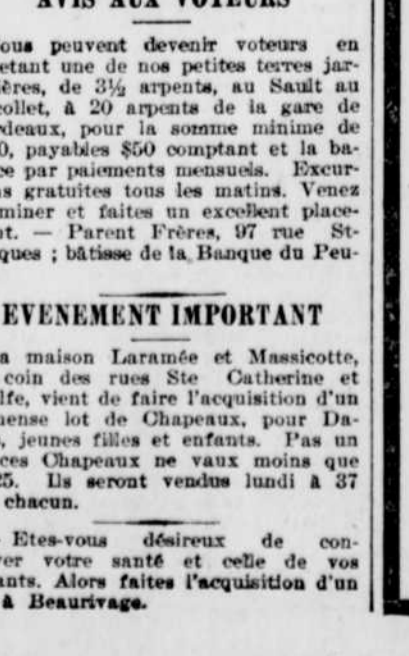 AVIS AUX VOTEURS
ous peuvent devenir voteurs en
etant une de nos petites terres jar-
ères, de 3½ arpents, au Sault au
ollet, à 20 arpents de la gare de
deaux, pour la somme minime de
0, payables $50 comptant et la ba-
ce par paiements mensuels. Excur-
ns gratuites tous les matins. Venez
miner et faites un excellent place-
nt. — Parent Frères, 97 rue St-
ques ; bâtisse de la Banque du Peu-
EVENEMENT IMPORTANT
a maison Laramée et Massicotte,
coin des rues Ste Catherine et
lfe, vient de faire l'acquisition d'un
mense lot de Chapeaux, pour Da-
s, jeunes filles et enfants. Pas un
ces Chapeaux ne vaux moins que
25. Ils seront vendus lundi à 37
chacun.
Etes-vous désireux de con-
ver votre santé et celle de vos
ants. Alors faites l'acquisition d'un
à Beaurivage.